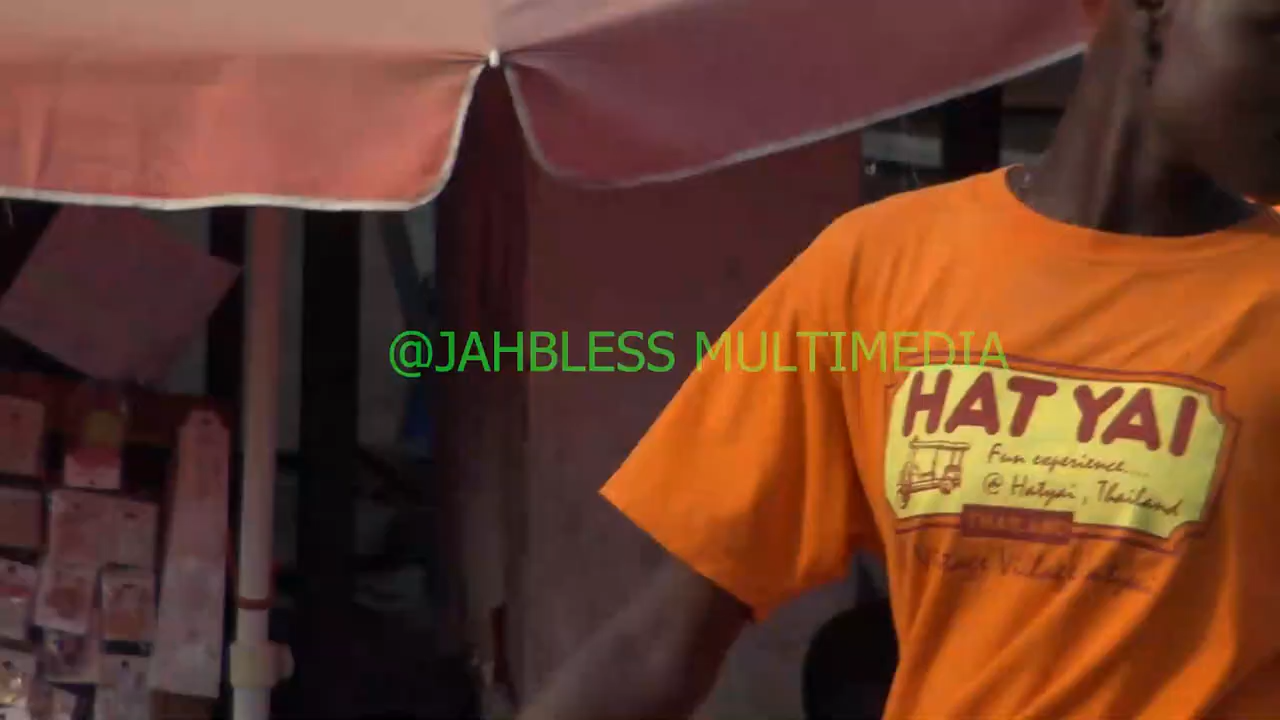 @JAHBLESS MULTIMEDIA
HAT YAI
Fun experience....
@ Hatyai, Thailand
THAILAND